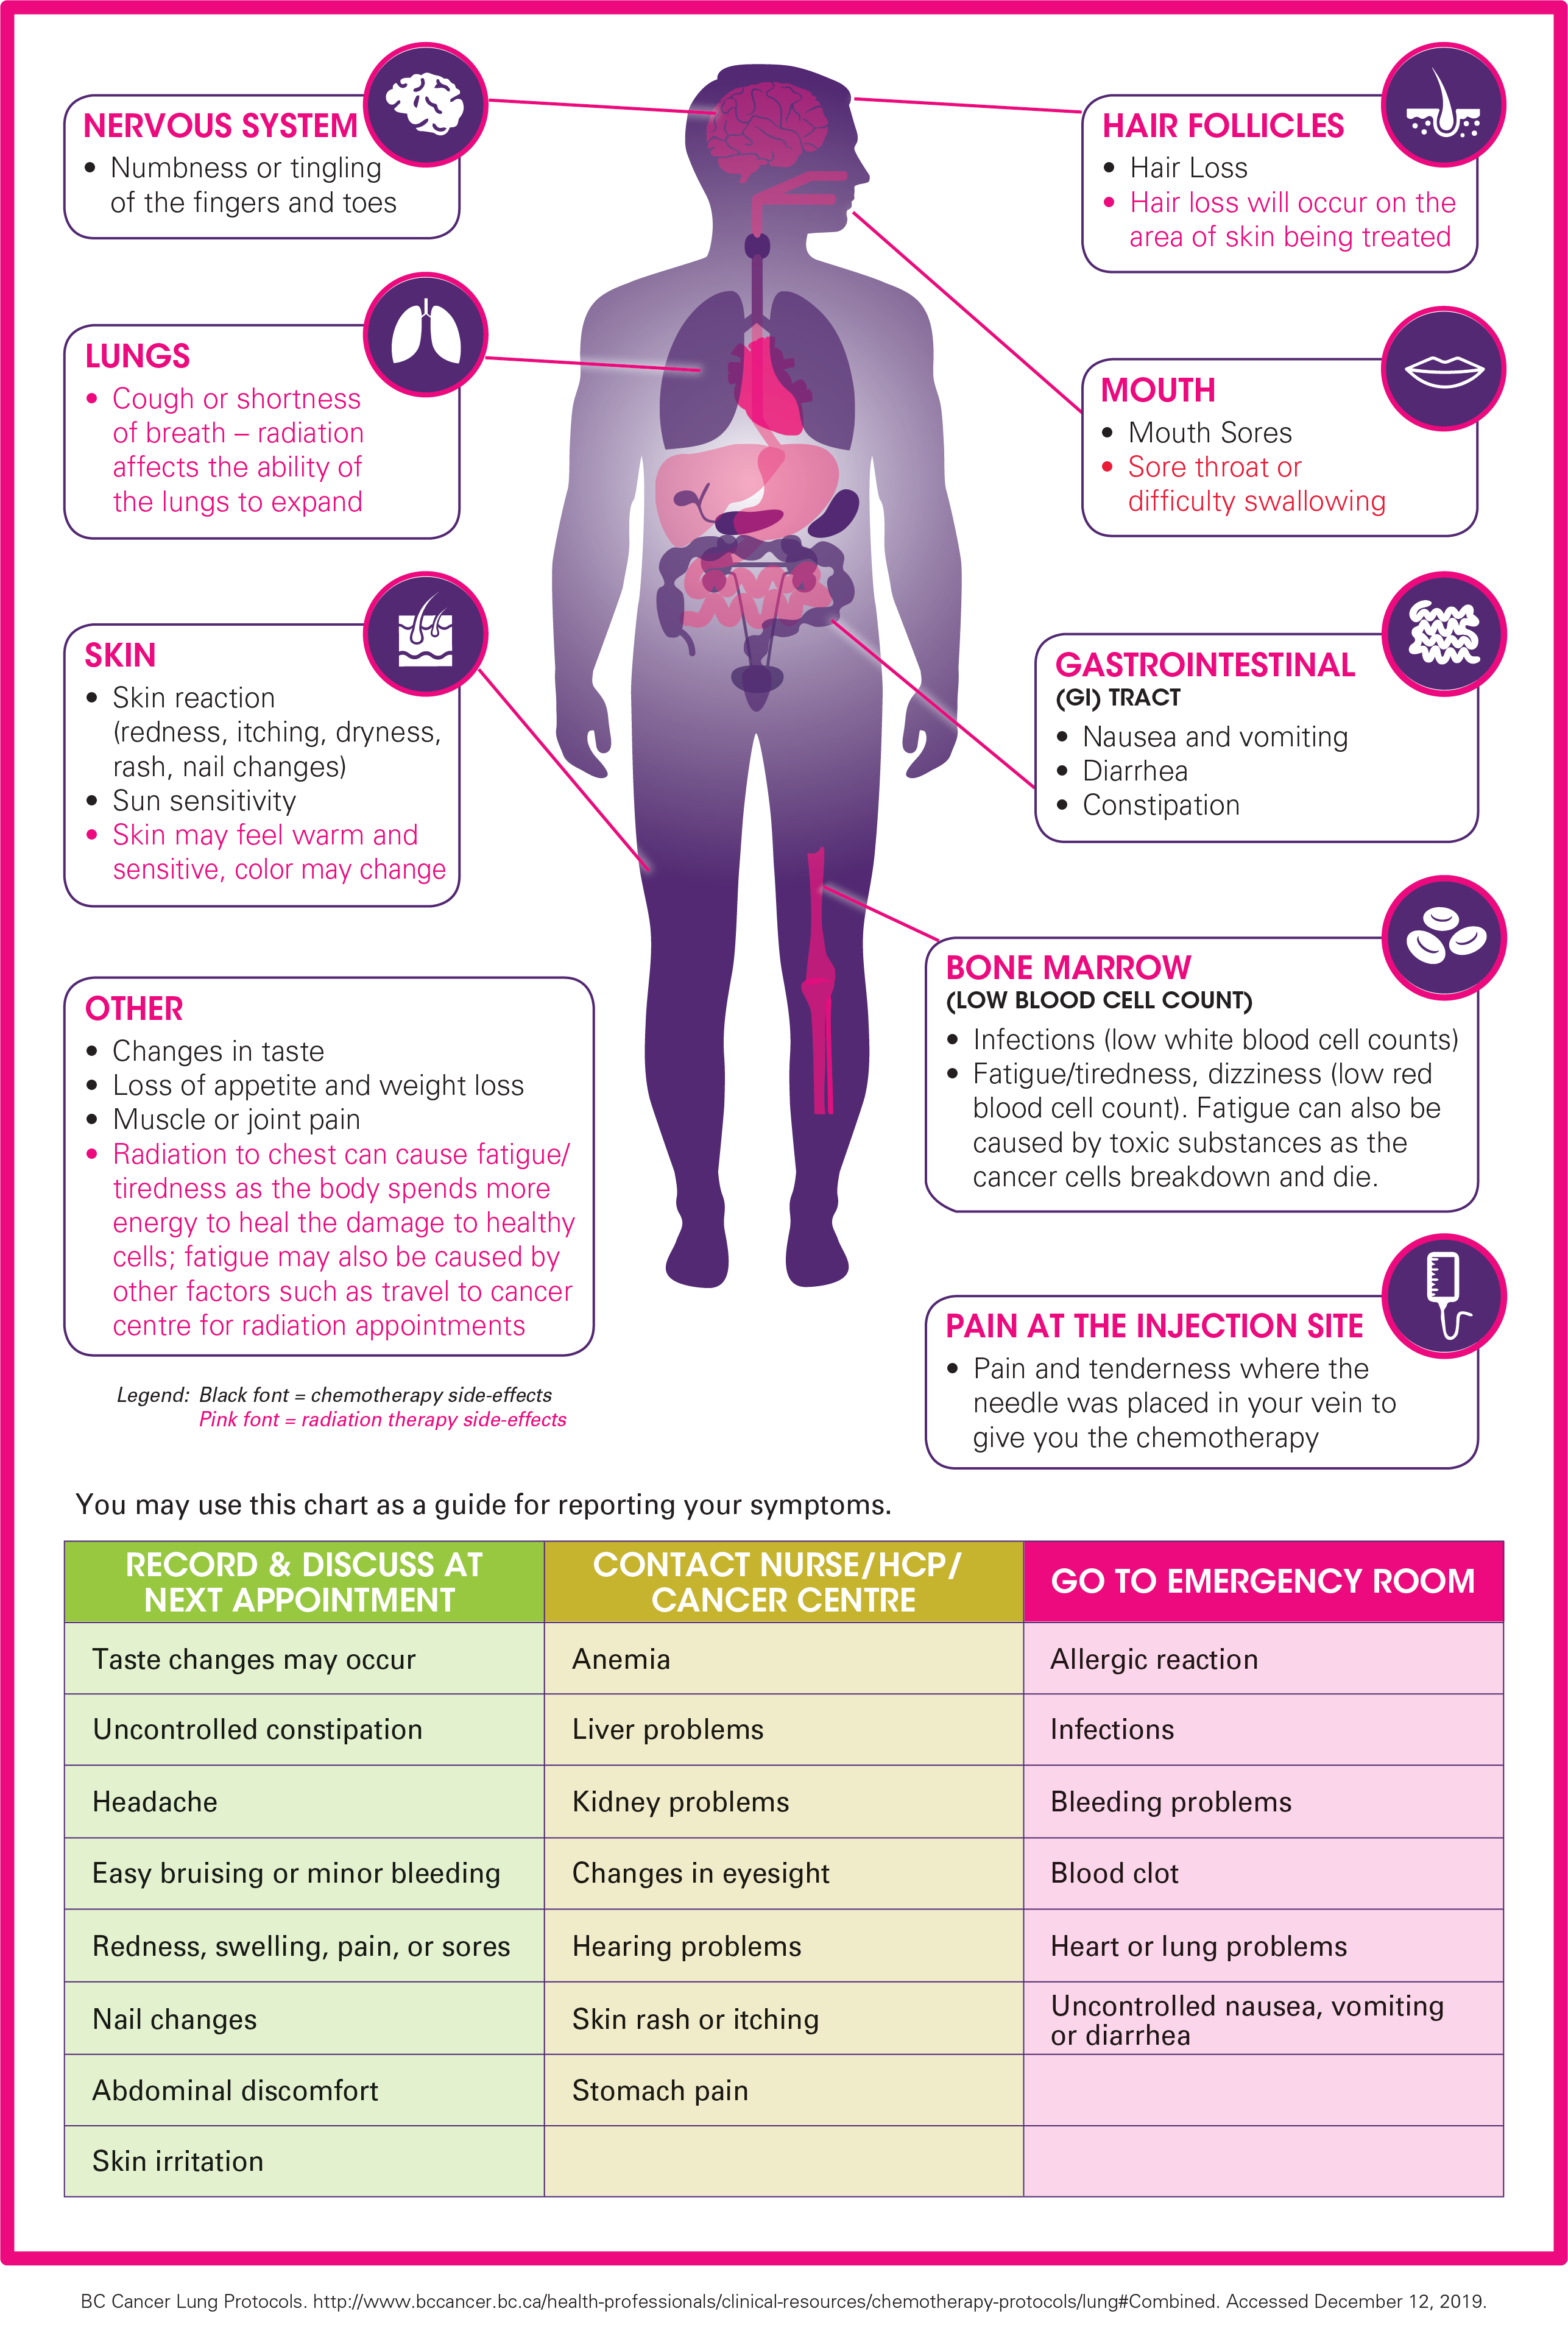 NERVOUS SYSTEM
• Numbness or tingling
of the fingers and toes
LUNGS
• Cough or shortness
of breath – radiation
affects the ability of
the lungs to expand
SKIN
• Skin reaction
(redness, itching, dryness,
rash, nail changes)
• Sun sensitivity
• Skin may feel warm and
sensitive, color may change
OTHER
• Changes in taste
• Loss of appetite and weight loss
• Muscle or joint pain
• Radiation to chest can cause fatigue/
tiredness as the body spends more
energy to heal the damage to healthy
cells; fatigue may also be caused by
other factors such as travel to cancer
centre for radiation appointments
Legend: Black font = chemotherapy side-effects
Pink font = radiation therapy side-effects
HAIR FOLLICLES
• Hair Loss
• Hair loss will occur on the
area of skin being treated
MOUTH
• Mouth Sores
• Sore throat or
difficulty swallowing
GASTROINTESTINAL
(GI) TRACT
• Nausea and vomiting
• Diarrhea
• Constipation
BONE MARROW
(LOW BLOOD CELL COUNT)
• Infections (low white blood cell counts)
• Fatigue/tiredness, dizziness (low red
blood cell count). Fatigue can also be
caused by toxic substances as the
cancer cells breakdown and die.
PAIN AT THE INJECTION SITE
• Pain and tenderness where the
needle was placed in your vein to
give you the chemotherapy
You may use this chart as a guide for reporting your symptoms.
RECORD & DISCUSS AT
NEXT APPOINTMENT
CONTACT NURSE/HCP/
CANCER CENTRE
GO TO EMERGENCY ROOM
Taste changes may occur
Anemia
Allergic reaction
Uncontrolled constipation
Liver problems
Infections
Headache
Kidney problems
Bleeding problems
Easy bruising or minor bleeding
Changes in eyesight
Blood clot
Redness, swelling, pain, or sores
Hearing problems
Heart or lung problems
Nail changes
Skin rash or itching
Uncontrolled nausea, vomiting
or diarrhea
Abdominal discomfort
Stomach pain
Skin irritation
BC Cancer Lung Protocols. http://www.bccancer.bc.ca/health-professionals/clinical-resources/chemotherapy-protocols/lung#Combined. Accessed December 12, 2019.